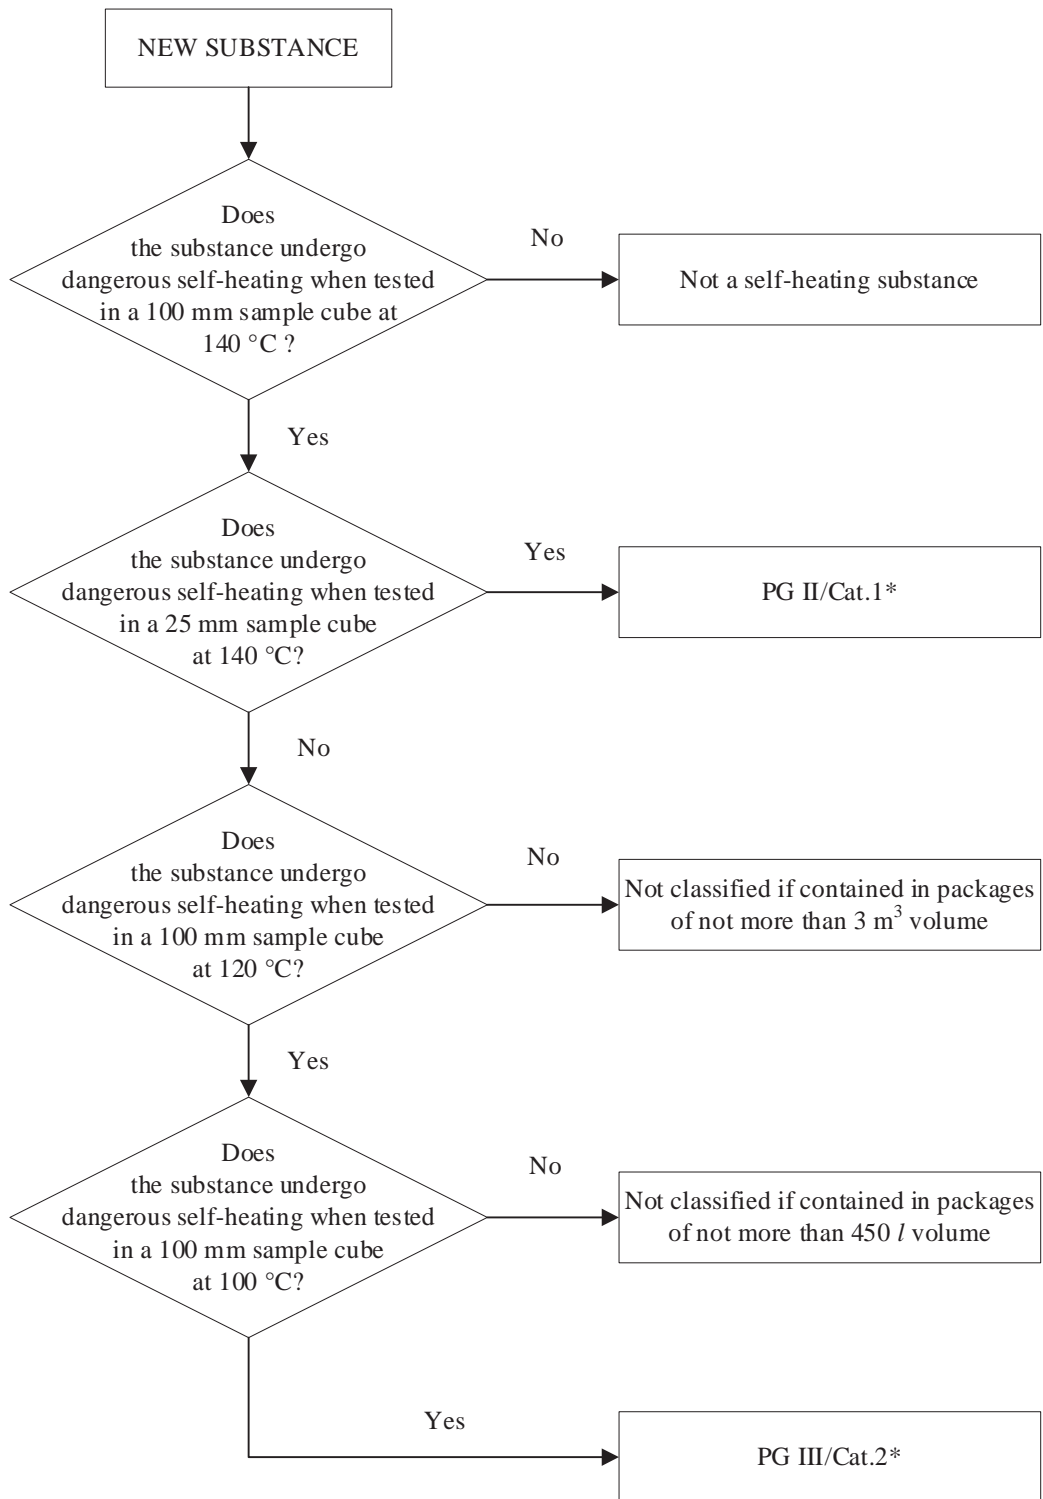 NEW SUBSTANCE
Does
the substance undergo
dangerous self-heating when tested
in a 100 mm sample cube at
140 °C ?
No
Not a self-heating substance
Yes
Does
the substance undergo
dangerous self-heating when tested
in a 25 mm sample cube
at 140 °C?
Yes
PG II/Cat.1*
No
Does
the substance undergo
dangerous self-heating when tested
in a 100 mm sample cube
at 120 °C?
No
Not classified if contained in packages
of not more than 3 m³ volume
Yes
Does
the substance undergo
dangerous self-heating when tested
in a 100 mm sample cube
at 100 °C?
No
Not classified if contained in packages
of not more than 450 l volume
Yes
PG III/Cat.2*